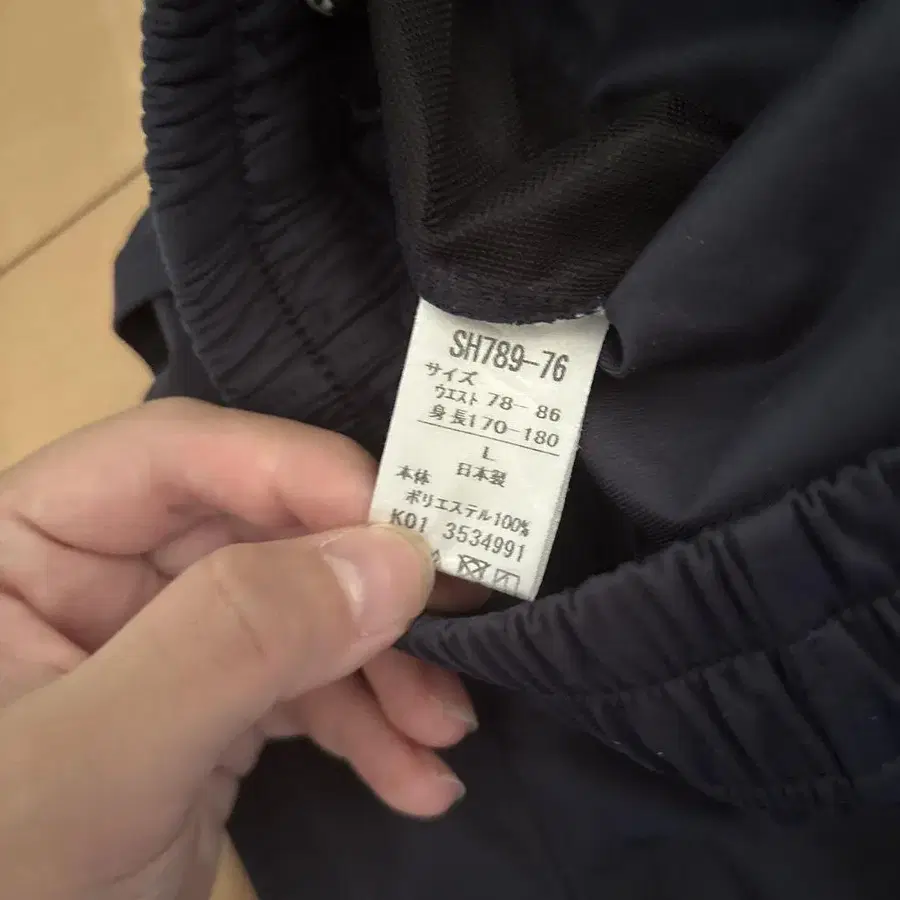 SH789-76
サイズ
ウエスト 78-86
身長170-180
L
本体 日本製
ポリエステル100%
K01 3534991